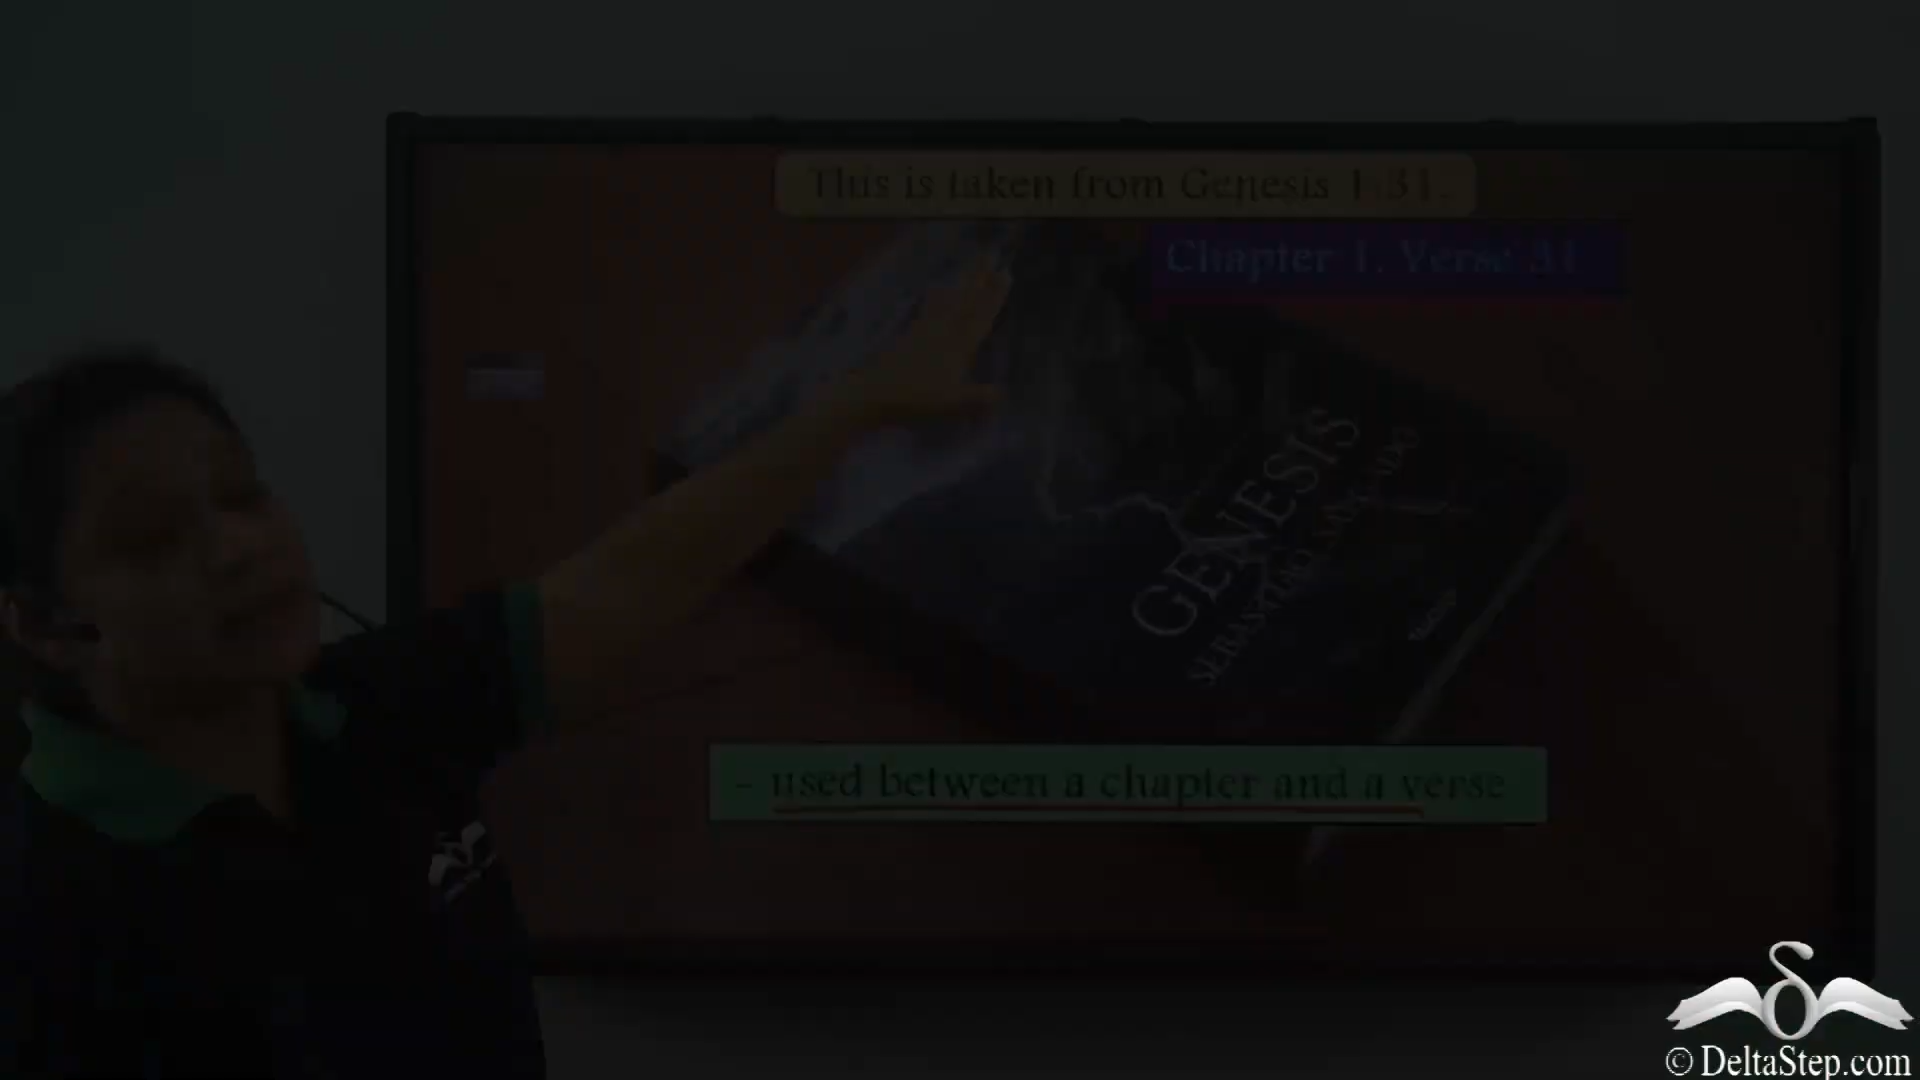 This is taken from Genesis 1:31.
Chapter 1, Verse 31
GENESIS
- used between a chapter and a verse
© DeltaStep.com